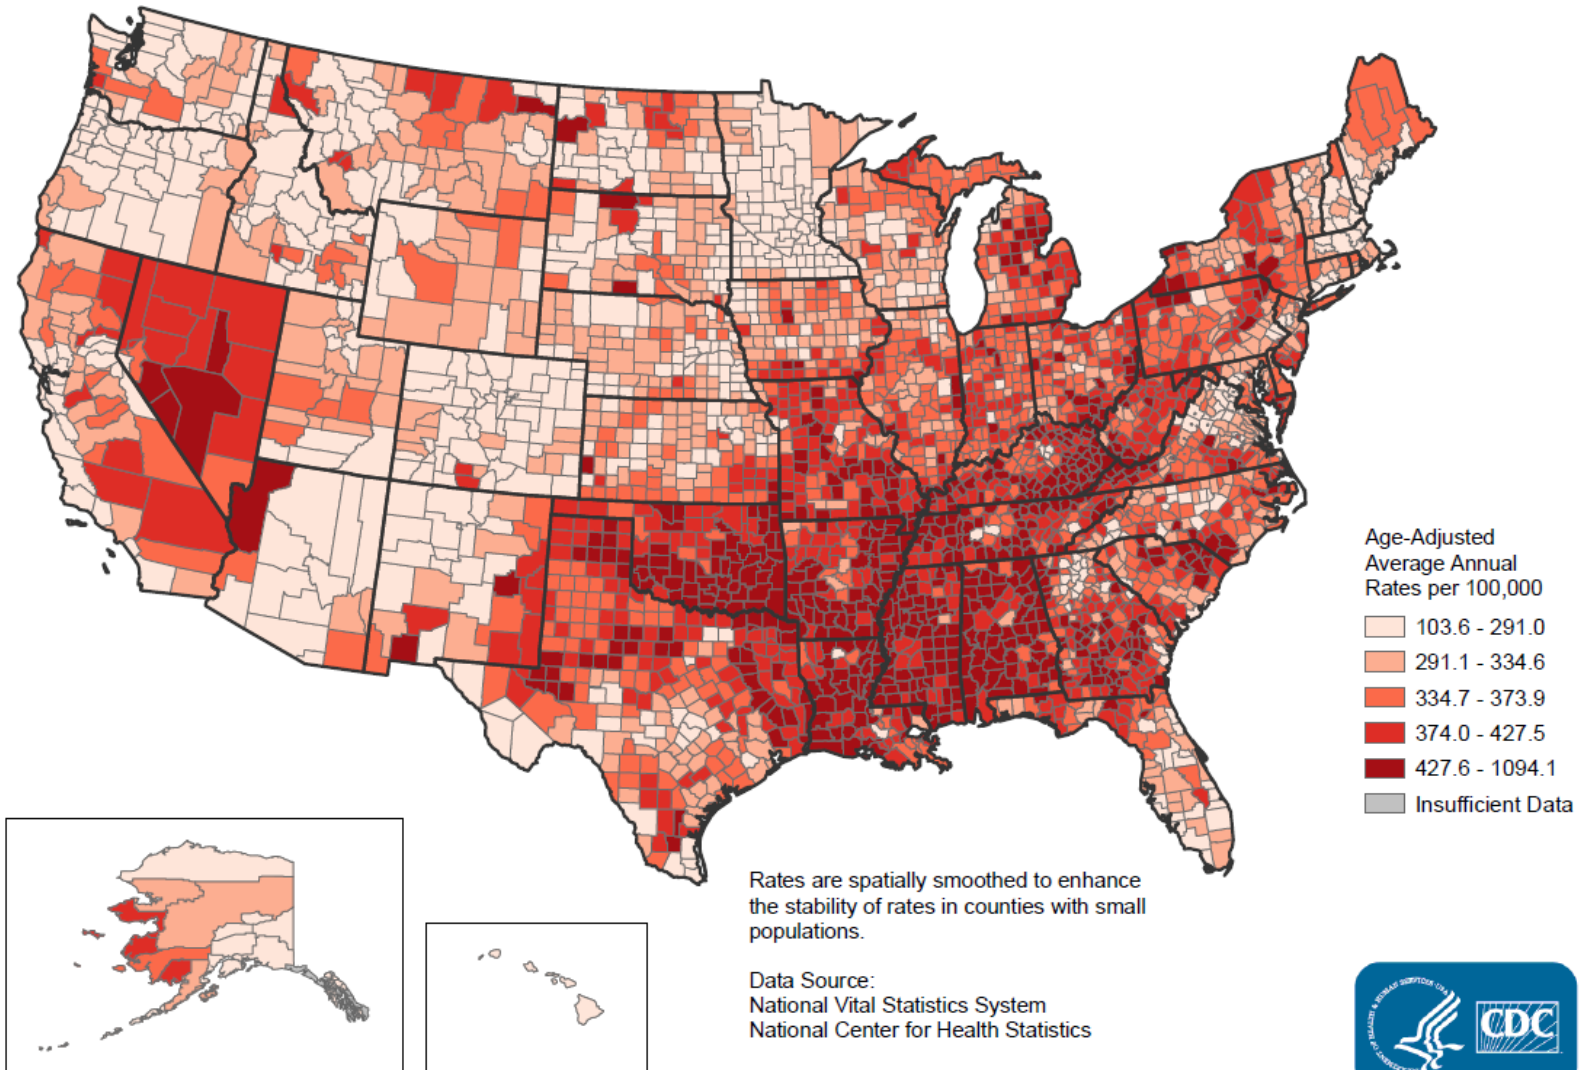 Age-Adjusted
Average Annual
Rates per 100,000
103.6 - 291.0
291.1 - 334.6
334.7 - 373.9
374.0 - 427.5
427.6 - 1094.1
Insufficient Data
Rates are spatially smoothed to enhance
the stability of rates in counties with small
populations.
Data Source:
National Vital Statistics System
National Center for Health Statistics
CDC